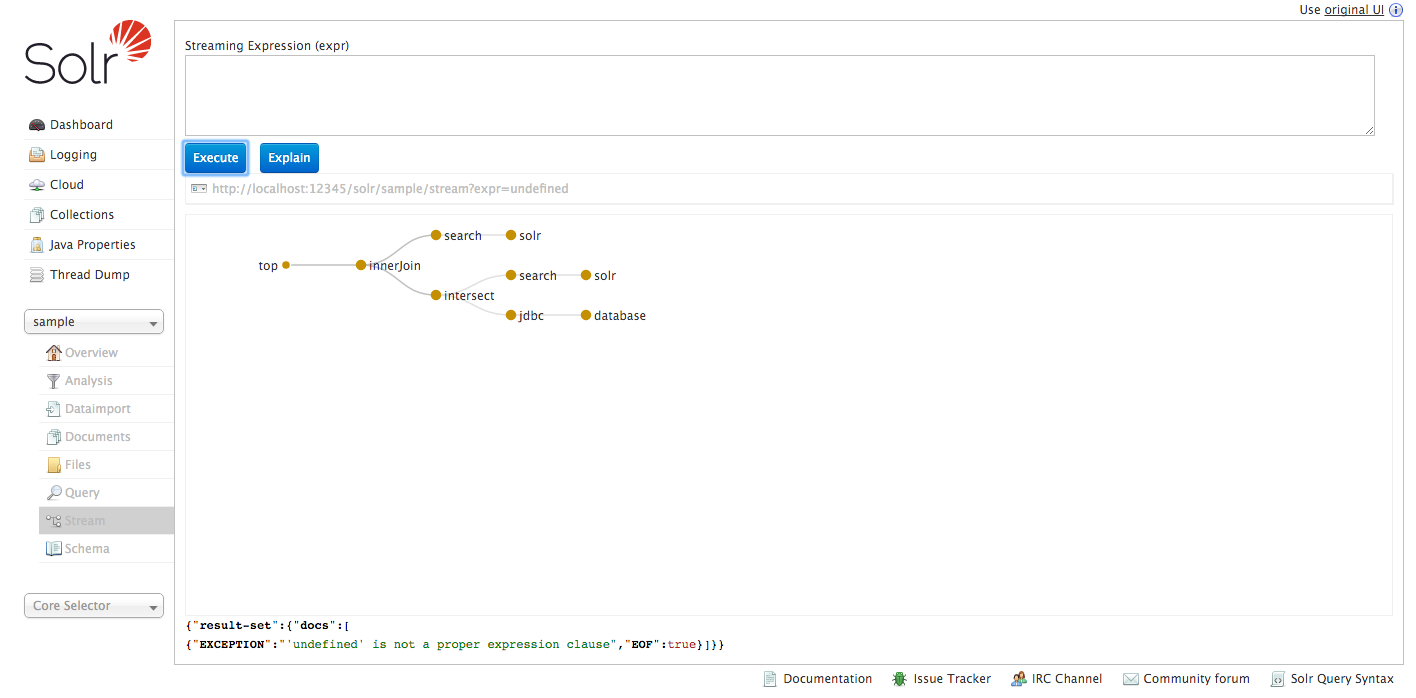 Use original UI
Solr
Streaming Expression (expr)
Dashboard
Logging
Cloud
Collections
Java Properties
Thread Dump
Execute
Explain
http://localhost:12345/solr/sample/stream?expr=undefined
top
innerJoin
search
solr
intersect
search
solr
jdbc
database
sample
Overview
Analysis
Dataimport
Documents
Files
Query
Stream
Schema
Core Selector
{"result-set":{"docs":[
{"EXCEPTION":"'undefined' is not a proper expression clause","EOF":true}]}}
Documentation
Issue Tracker
IRC Channel
Community forum
Solr Query Syntax